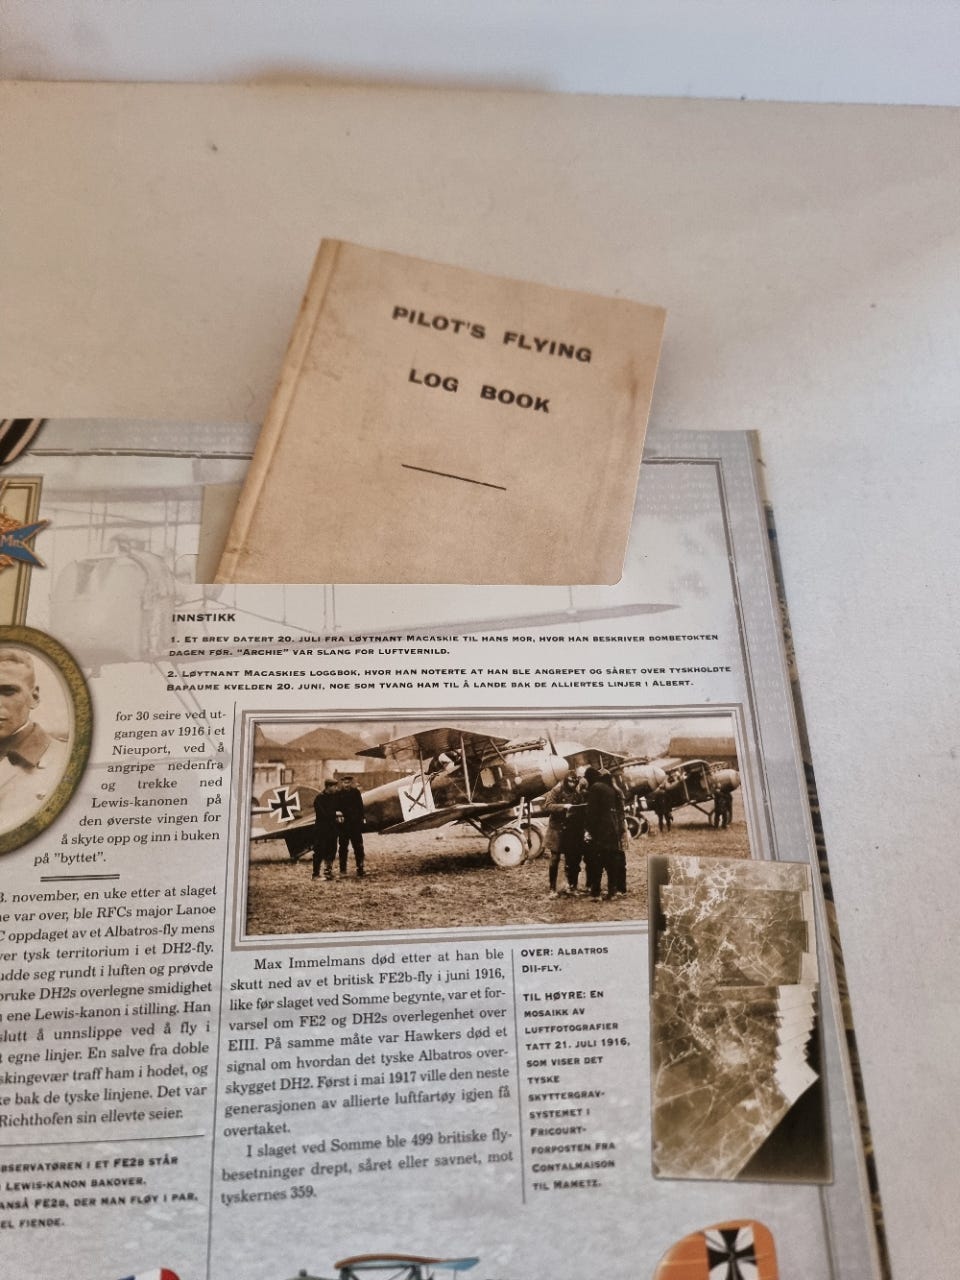 PILOT'S FLYING
LOG BOOK
INNSTIKK
1. ET BREV DATERT 20. JULI FRA LØYTNANT MACASKIE TIL HANS MOR, HVOR HAN BESKRIVER BOMBETOKTEN
DAGEN FØR. "ARCHIE" VAR SLANG FOR LUFTVERNILD.
2. LØYTNANT MACASKIES LOGGBOK, HVOR HAN NOTERTE AT HAN BLE ANGREPET OG SÅRET OVER TYSKHOLDTE
BAPAUME KVELDEN 20. JUNI, NOE SOM TVANG HAM TIL Å LANDE BAK DE ALLIERTES LINJER I ALBERT.
for 30 seire ved ut-
gangen av 1916 i et
Nieuport, ved å
angripe nedenfra
og trekke ned
Lewis-kanonen på
den øverste vingen for
å skyte opp og inn i buken
på "byttet".
3. november, en uke etter at slaget
var over, ble RFCs major Lanoe
C oppdaget av et Albatros-fly mens
tysk territorium i et DH2-fly.
seg rundt i luften og prøvde
bruke DH2s overlegne smidighet
ene Lewis-kanon i stilling. Han
slutt å unnslippe ved å fly i
egne linjer. En salve fra doble
skingevær traff ham i hodet, og
bak de tyske linjene. Det var
Richthofen sin ellevte seier.
BSERVATØREN I ET FE2B STÅR
LEWIS-KANON BAKOVER.
ANSÅ FE2B, DER MAN FLØY I PAR,
EL FIENDE.
Max Immelmans død etter at han ble
skutt ned av et britisk FE2b-fly i juni 1916,
like før slaget ved Somme begynte, var et for-
varsel om FE2 og DH2s overlegenhet over
EIII. På samme måte var Hawkers død et
signal om hvordan det tyske Albatros over-
skygget DH2. Først i mai 1917 ville den neste
generasjonen av allierte luftfartøy igjen få
overtaket.
I slaget ved Somme ble 499 britiske fly-
besetninger drept, såret eller savnet, mot
tyskernes 359.
OVER: ALBATROS
DII-FLY.
TIL HØYRE: EN
MOSAIKK AV
LUFTFOTOGRAFIER
TATT 21. JULI 1916,
SOM VISER DET
TYSKE
SKYTTERGRAV-
SYSTEMET I
FRICOURT-
FORPOSTEN FRA
CONTALMAISON
TIL MAMETZ.